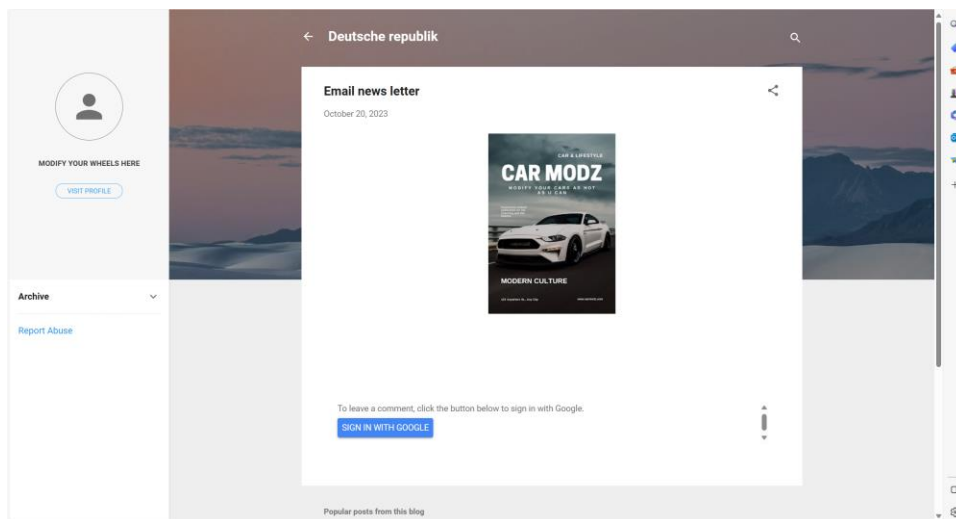 Deutsche republik
MODIFY YOUR WHEELS HERE
VISIT PROFILE
Archive
Report Abuse
Email news letter
October 20, 2023
CAR & LIFESTYLE
CAR MODZ
MODIFY YOUR CARS AS HOT
AS U CAN
MODERN CULTURE
To leave a comment, click the button below to sign in with Google.
SIGN IN WITH GOOGLE
Popular posts from this blog